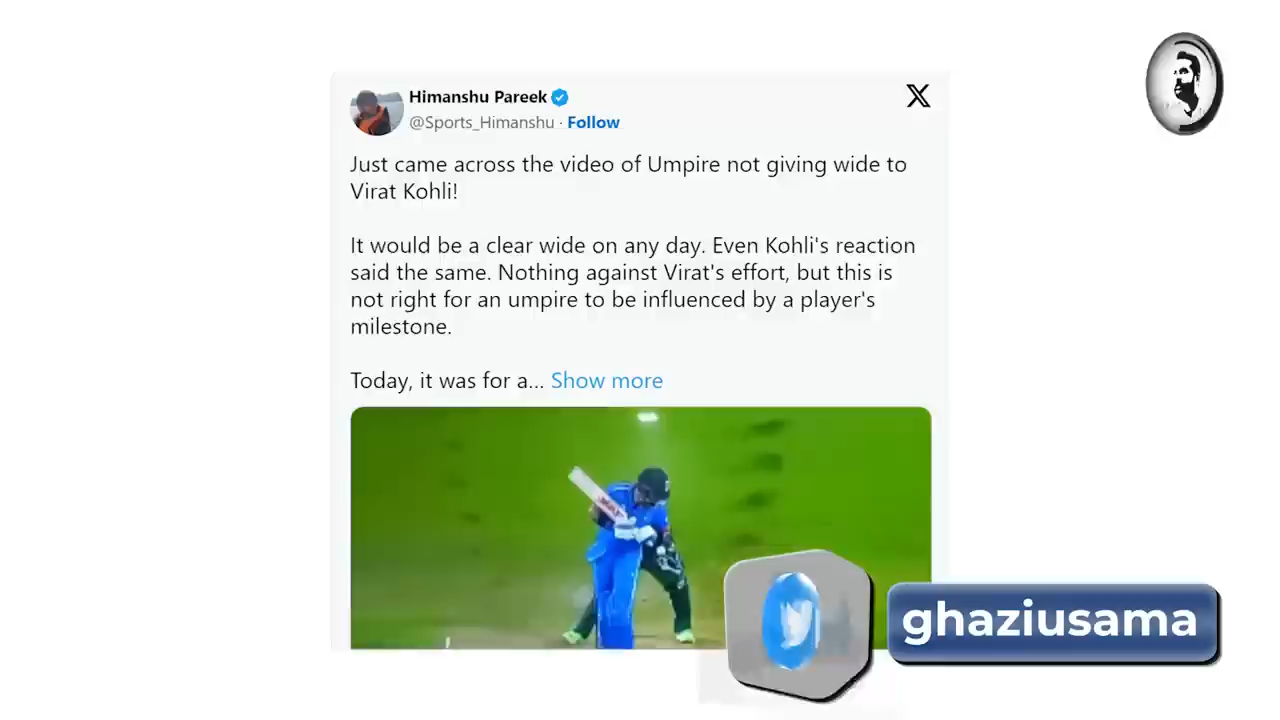 Himanshu Pareek
@Sports_Himanshu · Follow
Just came across the video of Umpire not giving wide to
Virat Kohli!
It would be a clear wide on any day. Even Kohli's reaction
said the same. Nothing against Virat's effort, but this is
not right for an umpire to be influenced by a player's
milestone.
Today, it was for a... Show more
ghaziusama